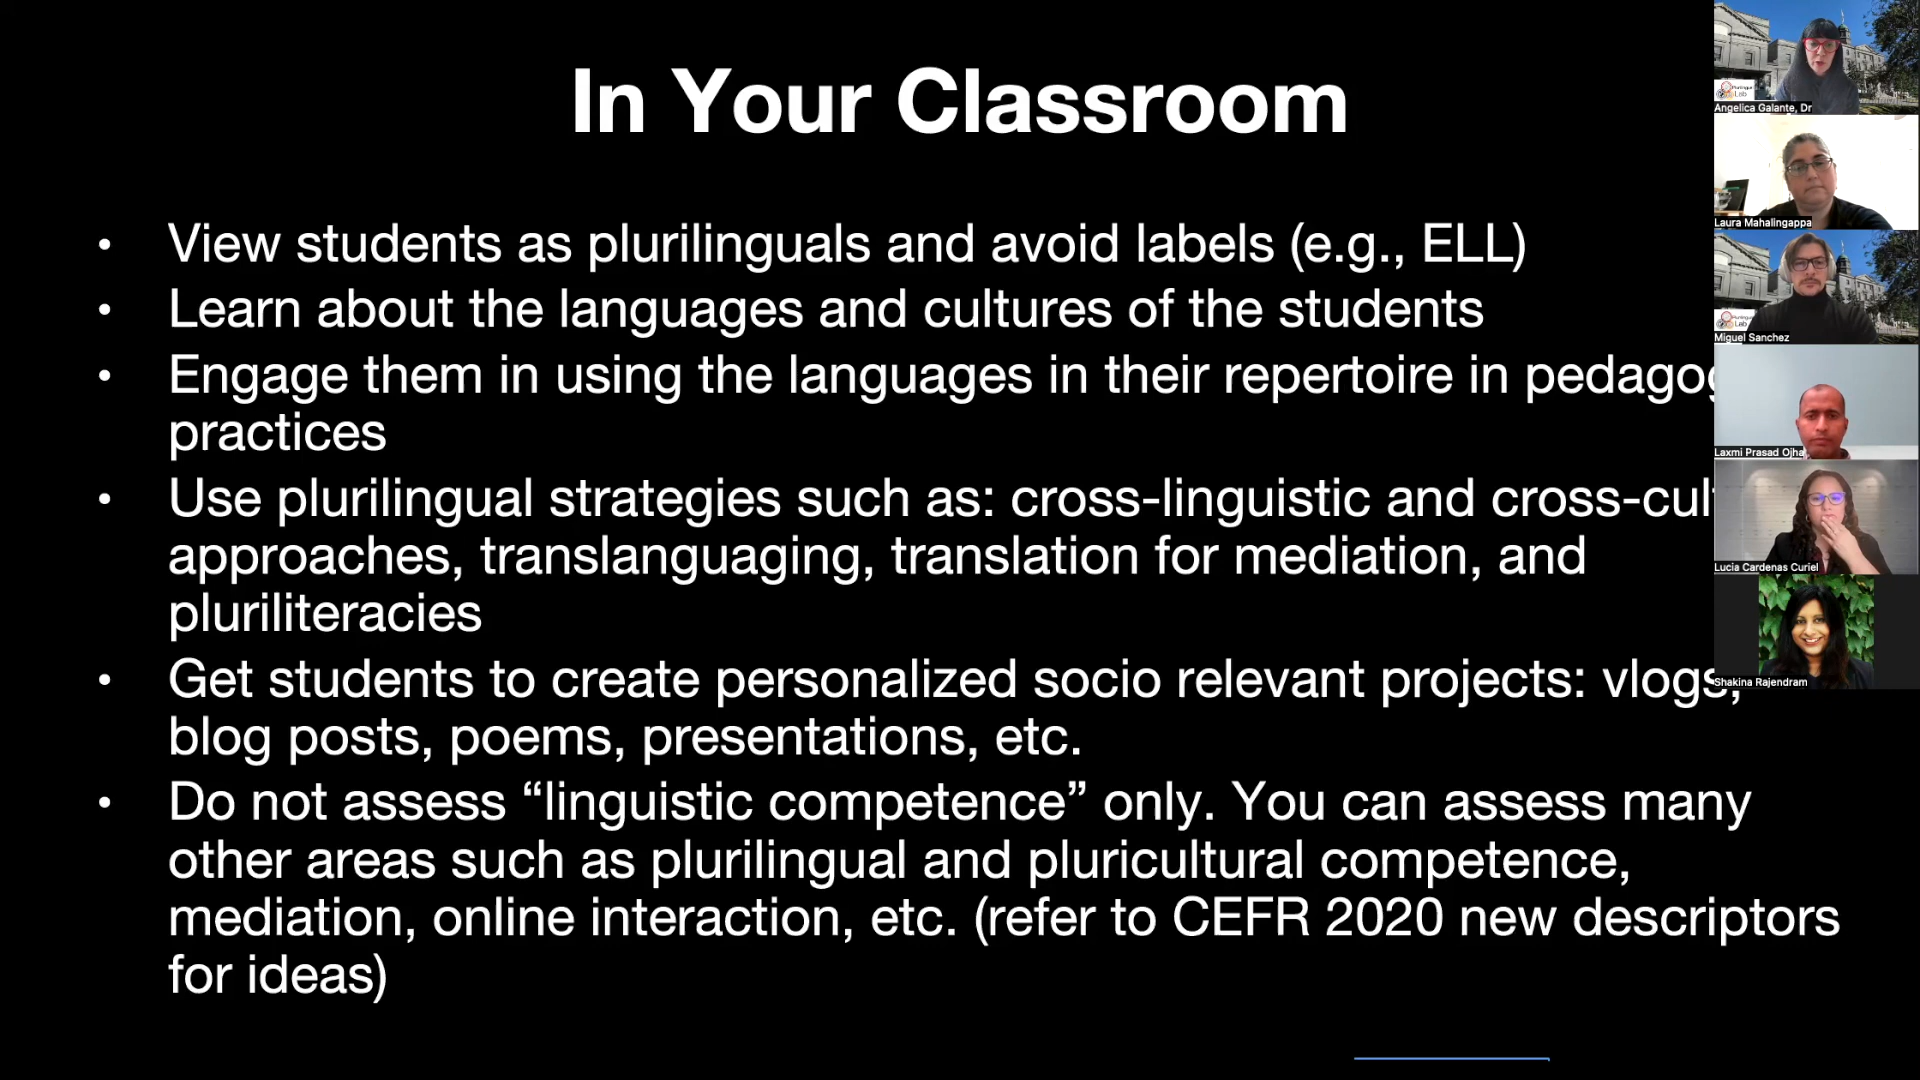 In Your Classroom
• View students as plurilinguals and avoid labels (e.g., ELL)
• Learn about the languages and cultures of the students
• Engage them in using the languages in their repertoire in
practices
• Use plurilingual strategies such as: cross-linguistic and
approaches, translanguaging, translation for mediation, and
pluriliteracies
• Get students to create personalized socio relevant projects: vlogs,
blog posts, poems, presentations, etc.
• Do not assess “linguistic competence” only. You can assess many
other areas such as plurilingual and pluricultural competence,
mediation, online interaction, etc. (refer to CEFR 2020 new descriptors
for ideas)
Angelica Galante, Dr
Laura Mahalingappa
Miguel Sanchez
Laxmi Prasad Ojha
Lucia Cardenas Curiel
Shakina Rajendram